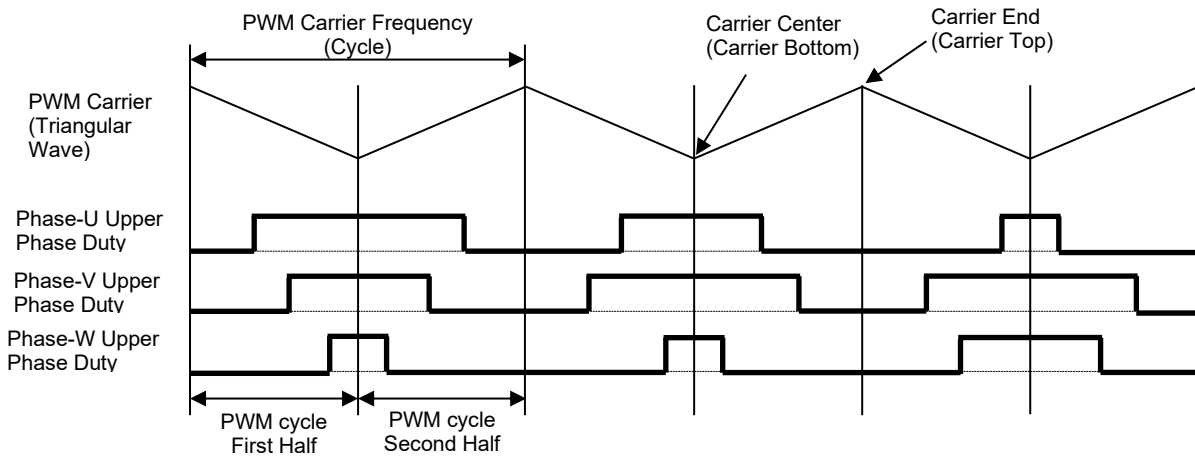 PWM Carrier Frequency
(Cycle)
Carrier Center
(Carrier Bottom)
Carrier End
(Carrier Top)
PWM Carrier
(Triangular
Wave)
Phase-U Upper
Phase Duty
Phase-V Upper
Phase Duty
Phase-W Upper
Phase Duty
PWM cycle
First Half
PWM cycle
Second Half